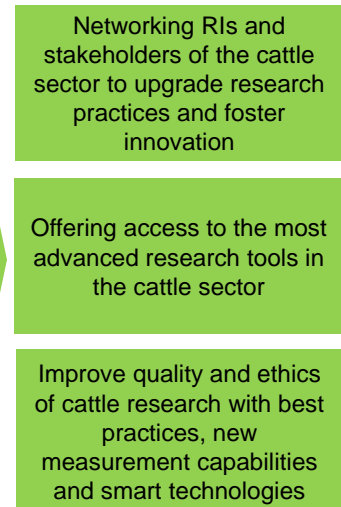 Networking RIs and
stakeholders of the cattle
sector to upgrade research
practices and foster
innovation
Offering access to the most
advanced research tools in
the cattle sector
Improve quality and ethics
of cattle research with best
practices, new
measurement capabilities
and smart technologies